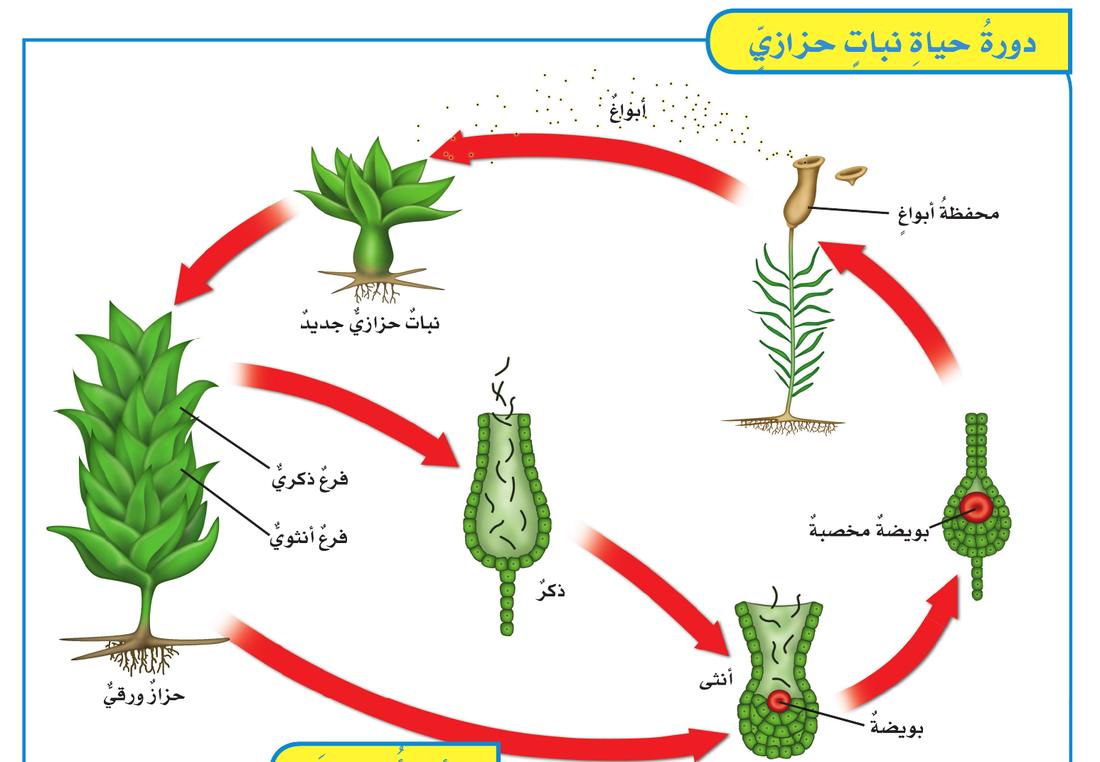 دورةُ حياةِ نباتٍ حزازيٍّ
أبواغٌ
محفظةُ أبواغٍ
نباتٌ حزازيٌّ جديدٌ
فرعٌ ذكريٌّ
فرعٌ أنثويٌّ
بويضةٌ مخصبةٌ
ذكرٌ
أنثى
حزازٌ ورقيٌّ
بويضةٌ